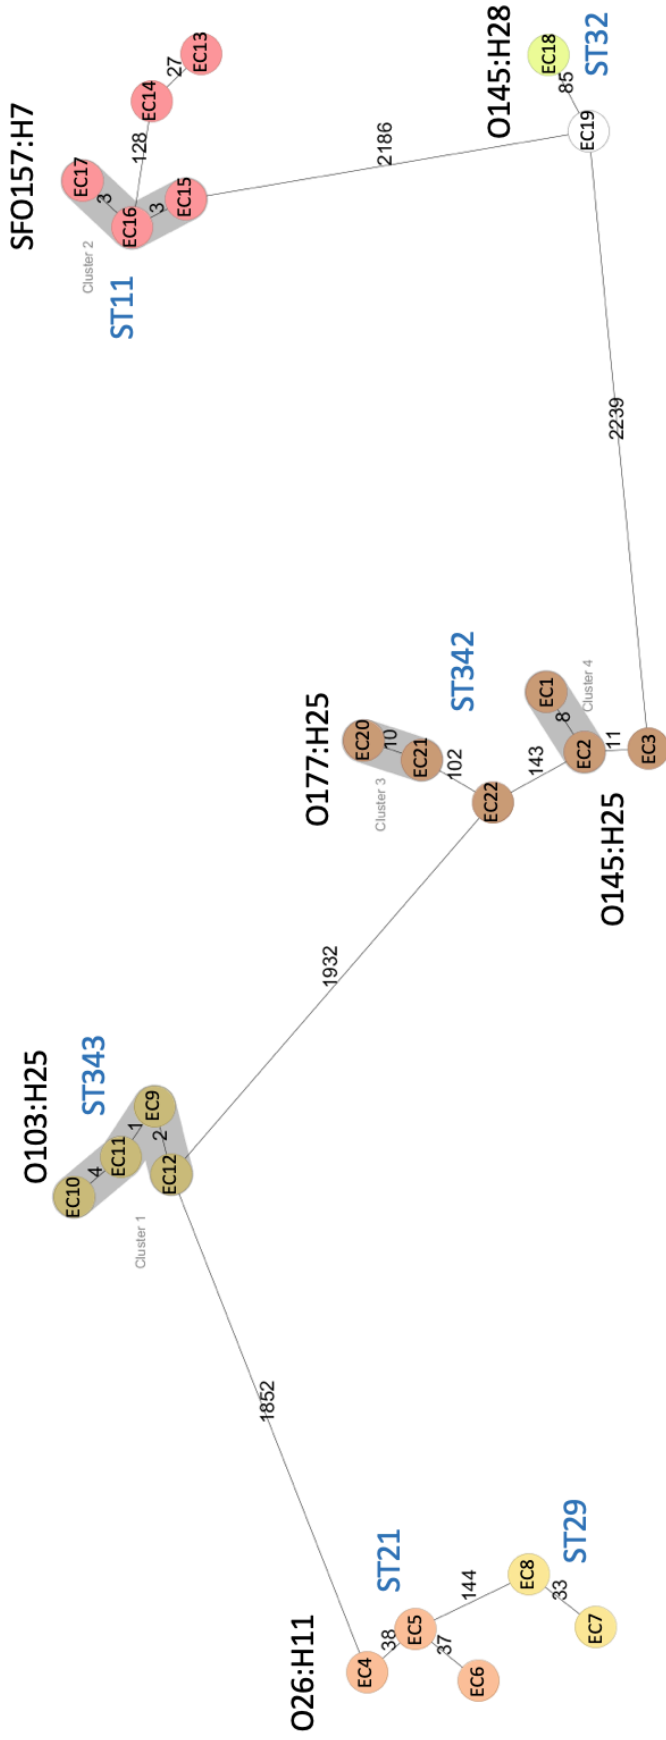 O26:H11
ST21
EC4
38
EC5
37
EC6
144
EC8
33
EC7
ST29
1852
O103:H25
ST343
Cluster 1
EC10
4
EC11
1
EC9
2
EC12
1932
O177:H25
ST342
Cluster 3
EC20
10
EC21
102
EC22
143
EC1
8
EC2
Cluster 4
11
EC3
O145:H25
2239
SFO157:H7
ST11
Cluster 2
EC17
3
EC16
3
EC15
128
EC14
27
EC13
2186
O145:H28
EC18
85
EC19
ST32